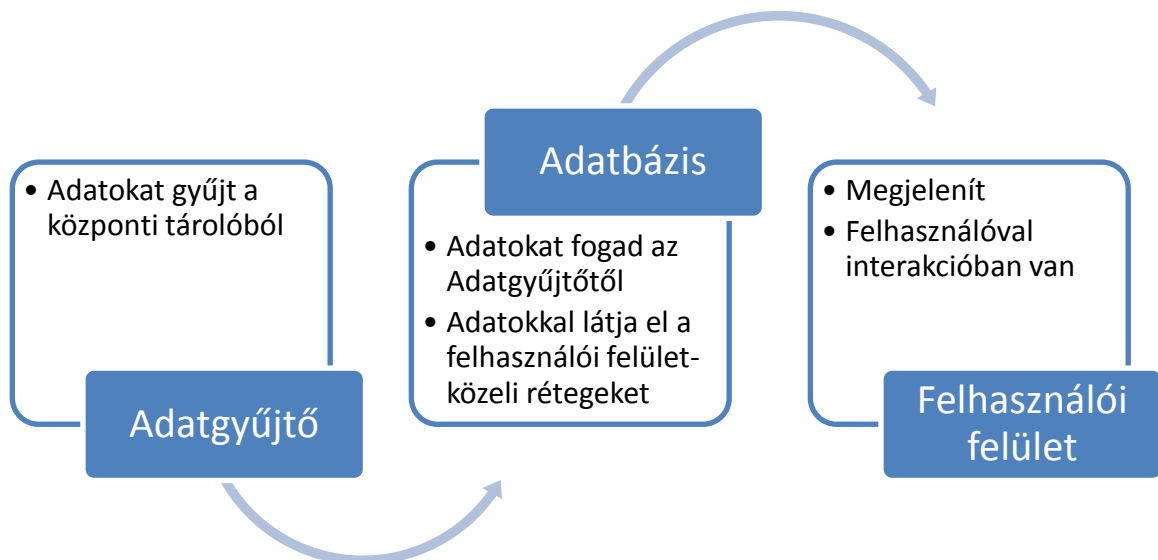 • Adatokat gyűjt a
központi tárolóból
Adatgyűjtő
Adatbázis
• Adatokat fogad az
Adatgyűjtőtől
• Adatokkal látja el a
felhasználói felület-
közeli rétegeket
• Megjelenít
• Felhasználóval
interakcióban van
Felhasználói
felület